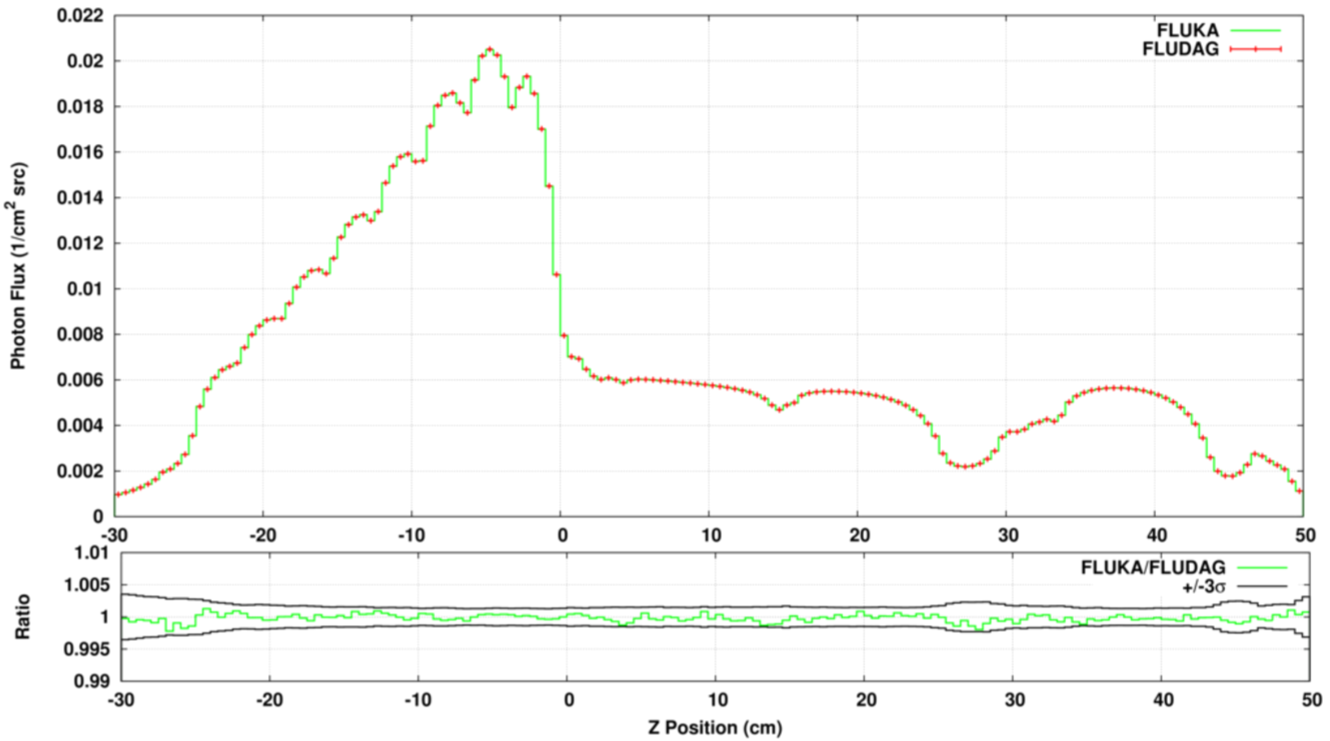 0.022
0.02
0.018
0.016
0.014
0.012
0.01
0.008
0.006
0.004
0.002
0
Photon Flux (1/cm² src)
FLUKA
FLUDAG
-30 -20 -10 0 10 20 30 40 50
1.01
1.005
1
0.995
0.99
Ratio
FLUKA/FLUDAG
+/-3σ
-30 -20 -10 0 10 20 30 40 50
Z Position (cm)